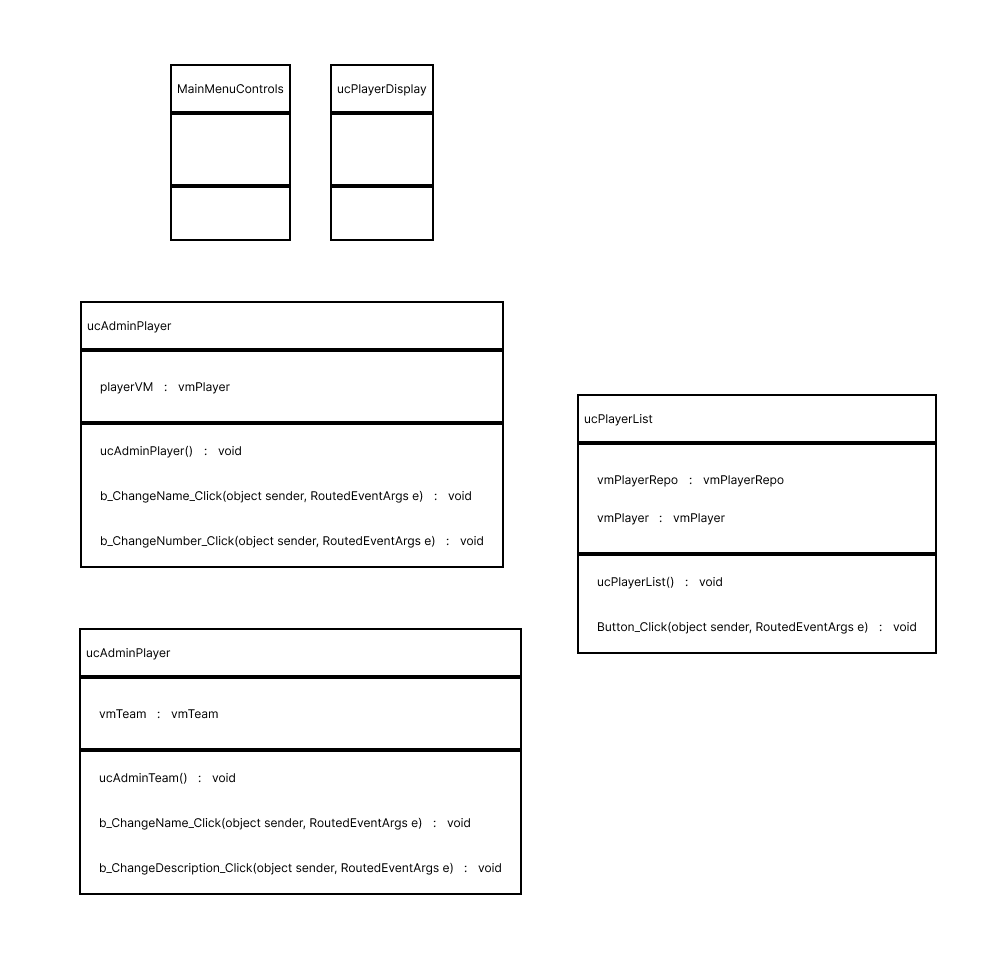 MainMenuControls
ucPlayerDisplay
ucAdminPlayer
playerVM : vmPlayer
ucAdminPlayer() : void
b_ChangeName_Click(object sender, RoutedEventArgs e) : void
b_ChangeNumber_Click(object sender, RoutedEventArgs e) : void
ucPlayerList
vmPlayerRepo : vmPlayerRepo
vmPlayer : vmPlayer
ucPlayerList() : void
Button_Click(object sender, RoutedEventArgs e) : void
ucAdminPlayer
vmTeam : vmTeam
ucAdminTeam() : void
b_ChangeName_Click(object sender, RoutedEventArgs e) : void
b_ChangeDescription_Click(object sender, RoutedEventArgs e) : void